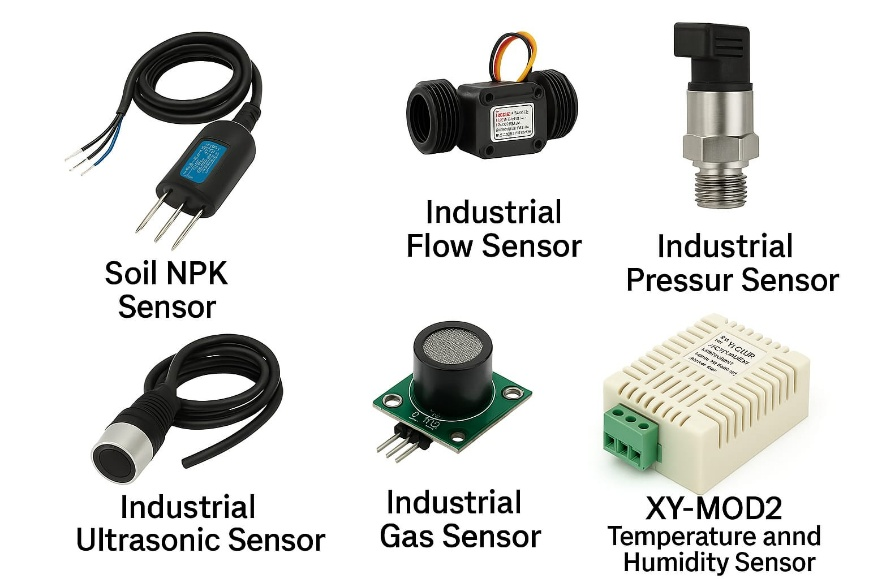 Soil NPK
Sensor
Industrial
Flow Sensor
Industrial
Pressur Sensor
Industrial
Ultrasonic Sensor
Industrial
Gas Sensor
XY-MOD2
Temperature annd
Humidity Sensor